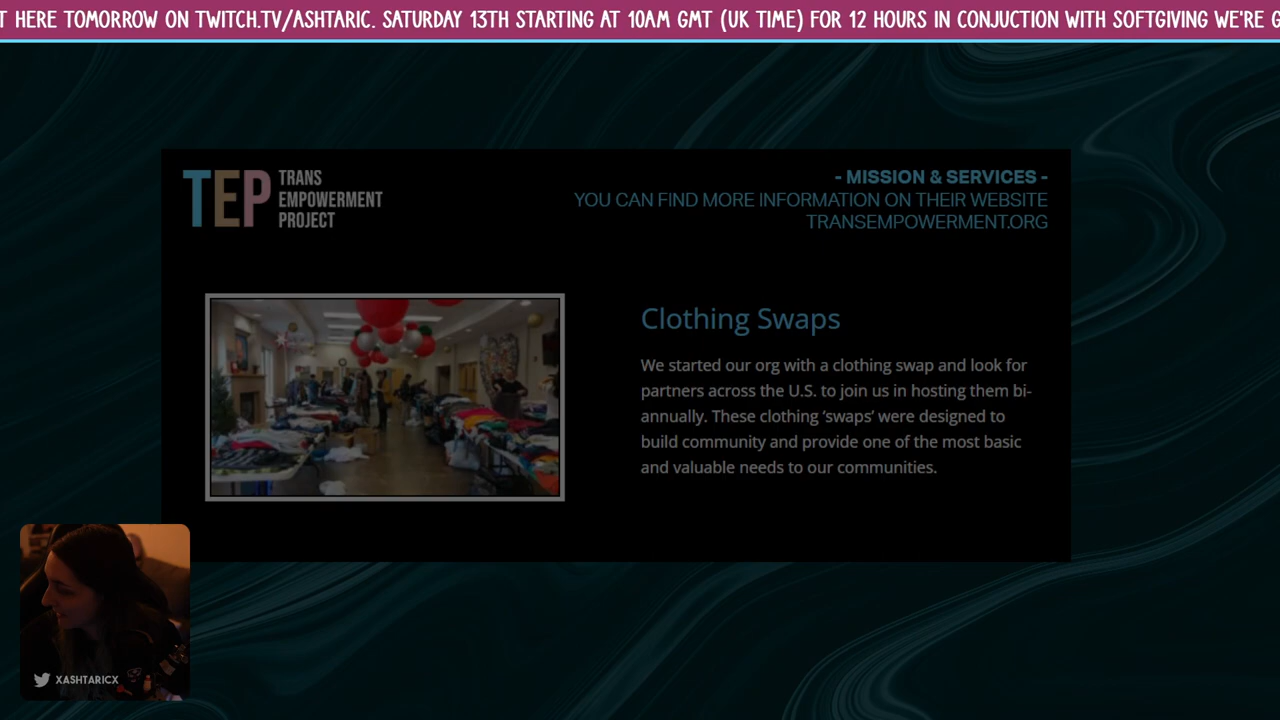 T HERE TOMORROW ON TWITCH.TV/ASHTARIC. SATURDAY 13TH STARTING AT 10AM GMT (UK TIME) FOR 12 HOURS IN CONJUCTION WITH SOFTGIVING WE'RE G
TEP TRANS
EMPOWERMENT
PROJECT
- MISSION & SERVICES -
YOU CAN FIND MORE INFORMATION ON THEIR WEBSITE
TRANSEMPOWERMENT.ORG
Clothing Swaps
We started our org with a clothing swap and look for
partners across the U.S. to join us in hosting them bi-
annually. These clothing ‘swaps’ were designed to
build community and provide one of the most basic
and valuable needs to our communities.
XASHTARICX